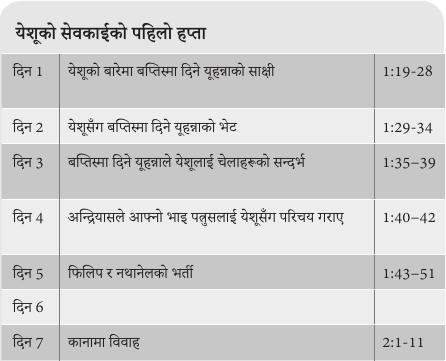 येशूको सेवकाईको पहिलो हप्ता
दिन 1 येशूको बारेमा बप्तिस्मा दिने यूहन्नाको साक्षी 1:19-28
दिन 2 येशूसँग बप्तिस्मा दिने यूहन्नाको भेट 1:29-34
दिन 3 बप्तिस्मा दिने यूहन्नाले येशूलाई चेलाहरूको सन्दर्भ 1:35–39
दिन 4 अन्द्रियासले आफ्नो भाइ पत्रुसलाई येशूसँग परिचय गराए 1:40–42
दिन 5 फिलिप र नथानेलको भर्ती 1:43–51
दिन 6
दिन 7 कानामा विवाह 2:1-11